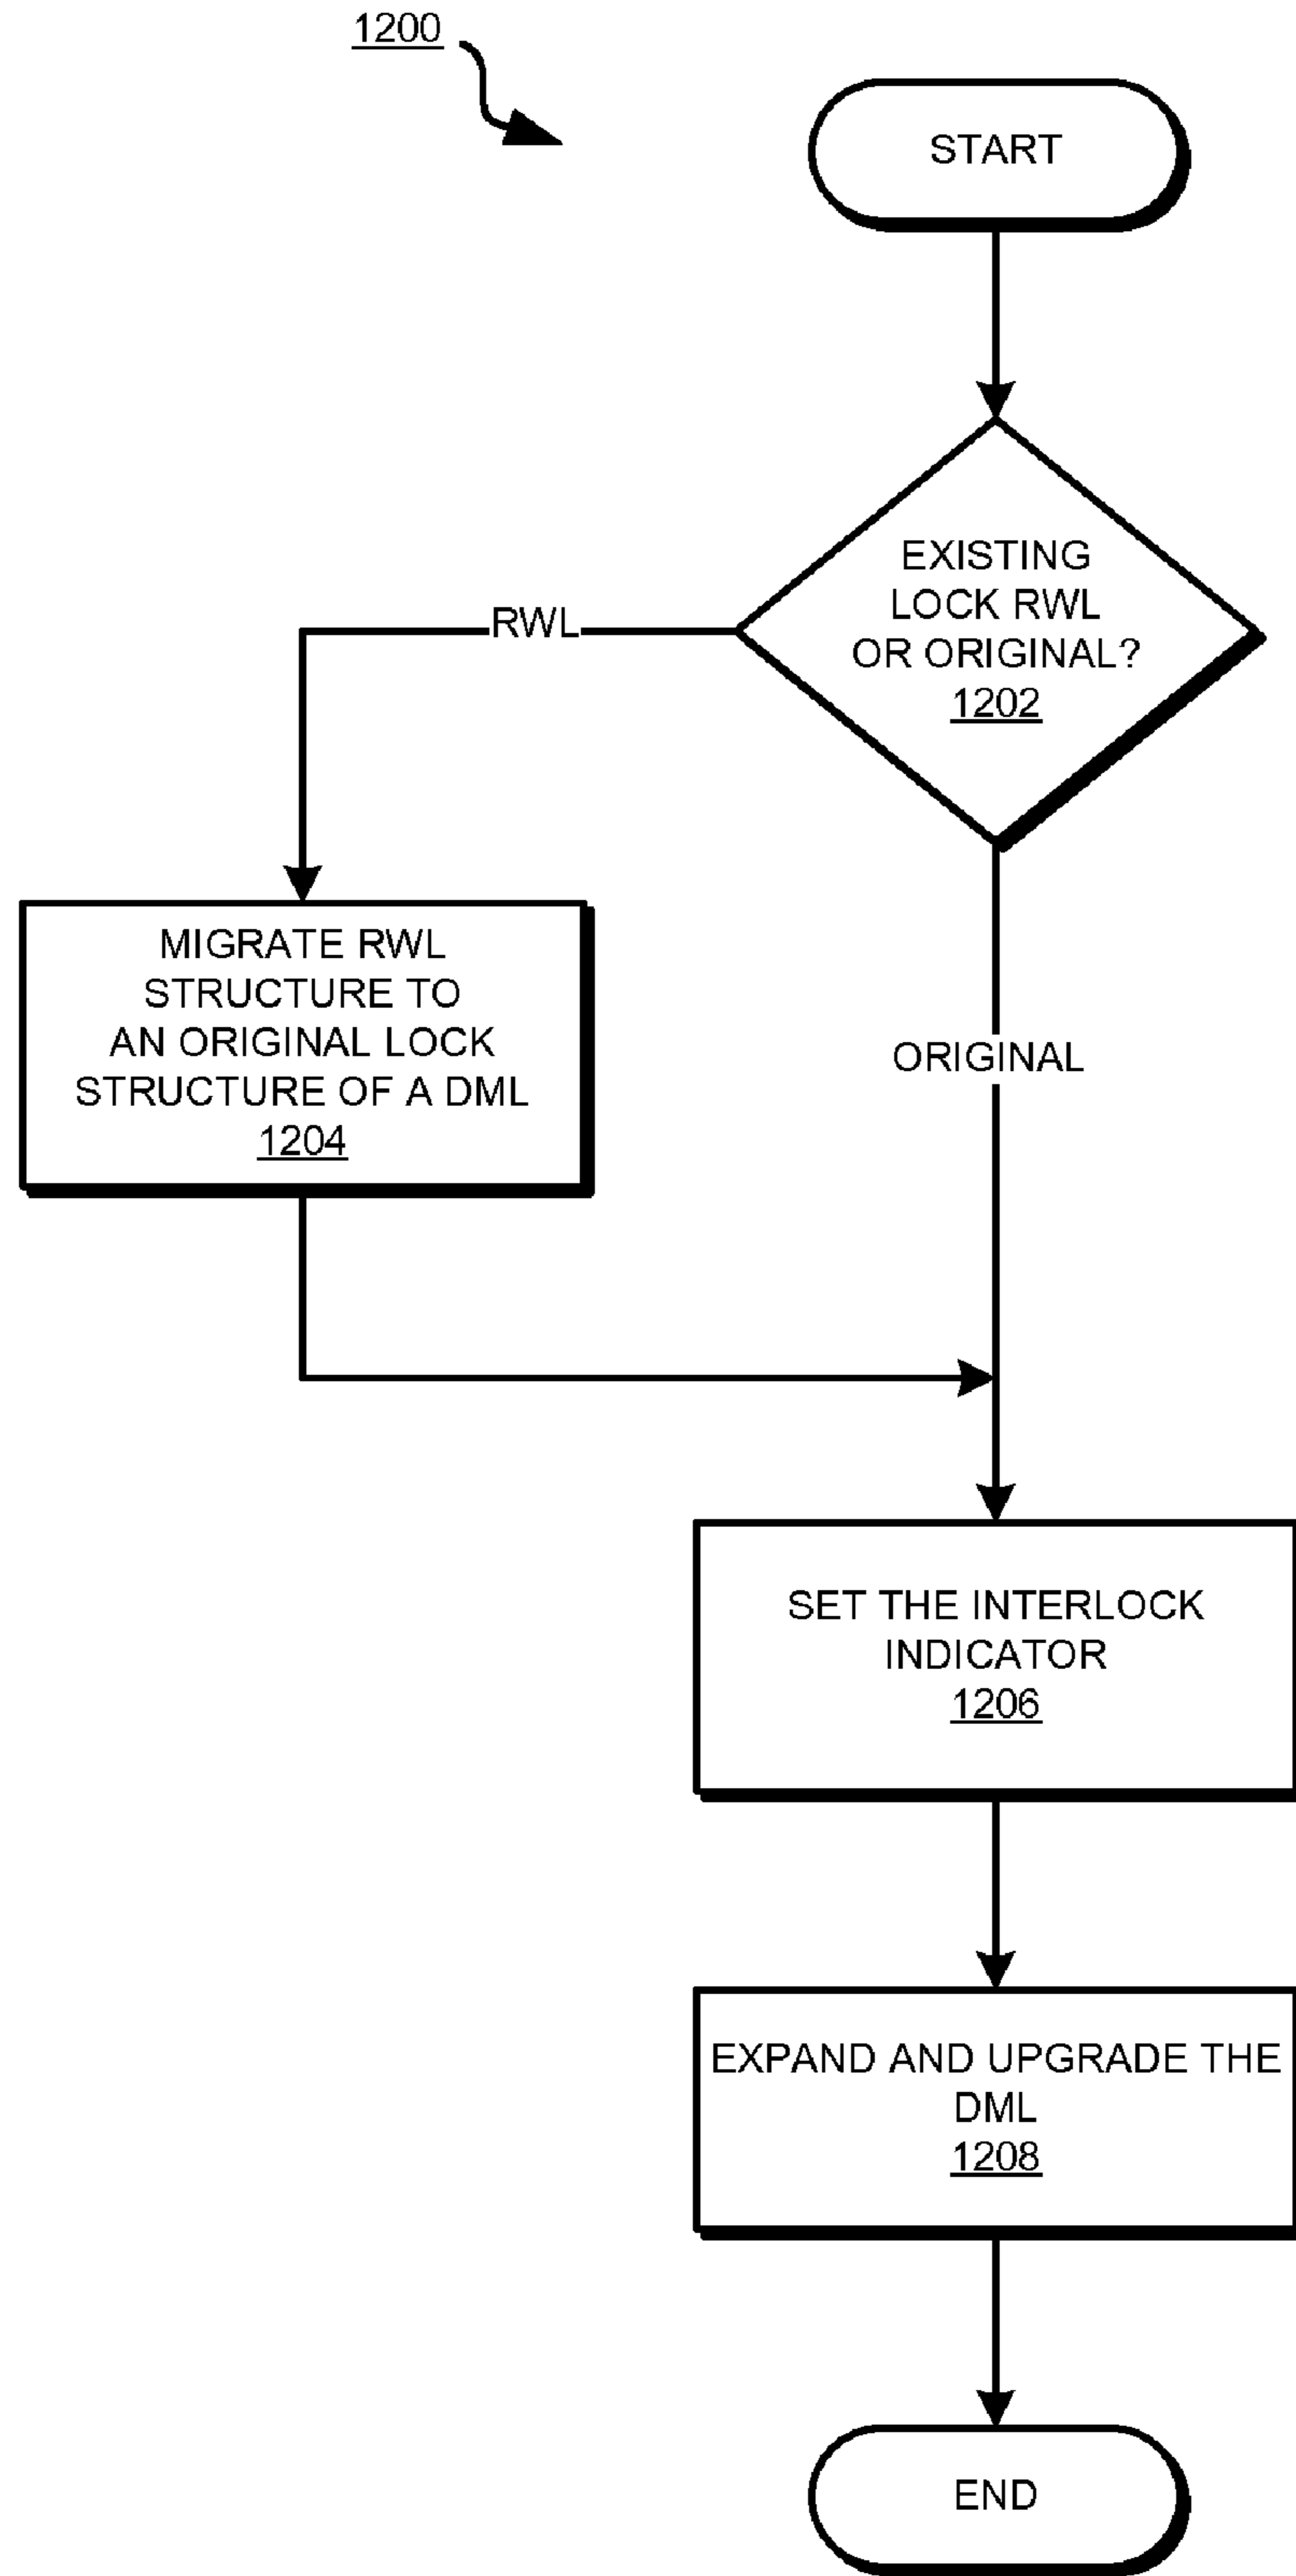 1200
START
EXISTING
LOCK RWL
OR ORIGINAL?
1202
RWL
MIGRATE RWL
STRUCTURE TO
AN ORIGINAL LOCK
STRUCTURE OF A DML
1204
ORIGINAL
SET THE INTERLOCK
INDICATOR
1206
EXPAND AND UPGRADE THE
DML
1208
END